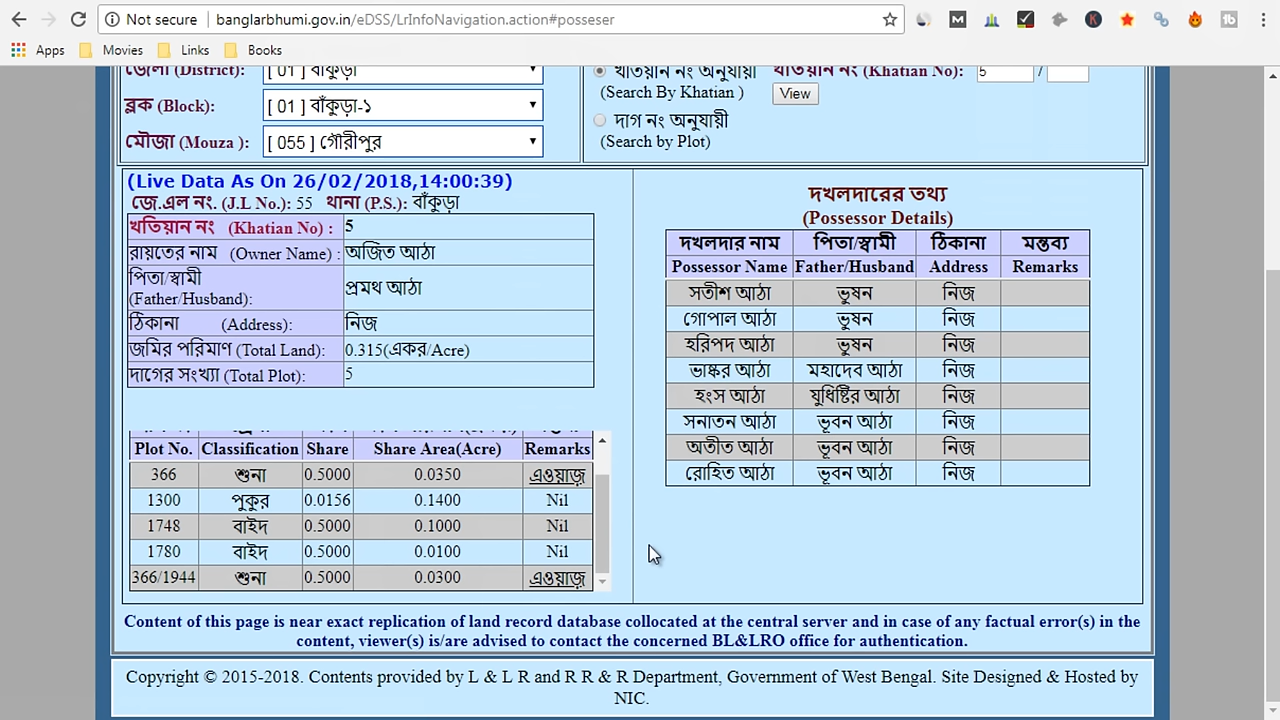 Not secure | banglarbhumi.gov.in/eDSS/LrInfoNavigation.action#posseser
Apps Movies Links Books
জেলা (District): [ 01 ] বাঁকুড়া
ব্লক (Block): [ 01 ] বাঁকুড়া-১
মৌজা (Mouza ): [ 055 ] গৌরীপুর
খতিয়ান নং অনুযায়ী খতিয়ান নং (Khatian No): 5 /
(Search By Khatian ) View
দাগ নং অনুযায়ী
(Search by Plot)
(Live Data As On 26/02/2018,14:00:39)
জে.এল নং. (J.L No.): 55 থানা (P.S.): বাঁকুড়া
খতিয়ান নং (Khatian No) : 5
রায়তের নাম (Owner Name) : অজিত আঠা
পিতা/স্বামী
(Father/Husband): প্রমথ আঠা
ঠিকানা (Address): নিজ
জমির পরিমাণ (Total Land): 0.315(একর/Acre)
দাগের সংখ্যা (Total Plot): 5
Plot No. Classification Share Share Area(Acre) Remarks
366 শুনা 0.5000 0.0350 এওয়াজ়
1300 পুকুর 0.0156 0.1400 Nil
1748 বাইদ 0.5000 0.1000 Nil
1780 বাইদ 0.5000 0.0100 Nil
366/1944 শুনা 0.5000 0.0300 এওয়াজ়
দখলদারের তথ্য
(Possessor Details)
দখলদার নাম পিতা/স্বামী ঠিকানা মন্তব্য
Possessor Name Father/Husband Address Remarks
সতীশ আঠা ভুষন নিজ
গোপাল আঠা ভুষন নিজ
হরিপদ আঠা ভুষন নিজ
ভাষ্কর আঠা মহাদেব আঠা নিজ
হংস আঠা যুধিষ্টির আঠা নিজ
সনাতন আঠা ভূবন আঠা নিজ
অতীত আঠা ভূবন আঠা নিজ
রোহিত আঠা ভূবন আঠা নিজ
Content of this page is near exact replication of land record database collocated at the central server and in case of any factual error(s) in the
content, viewer(s) is/are advised to contact the concerned BL&LRO office for authentication.
Copyright © 2015-2018. Contents provided by L & L R and R R & R Department, Government of West Bengal. Site Designed & Hosted by
NIC.